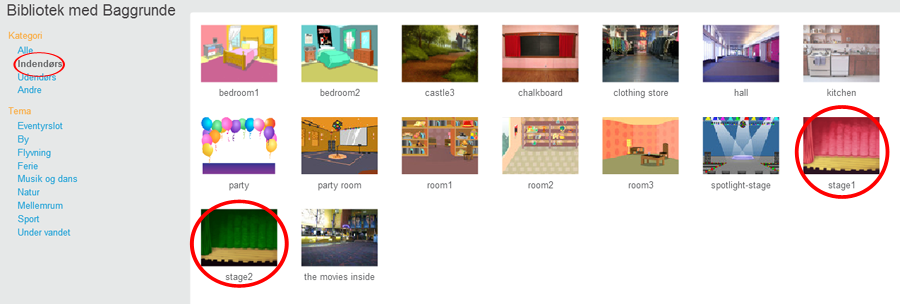 Bibliotek med Baggrunde
Kategori
Alle
Indendørs
Udendørs
Andre
Tema
Eventyrslot
By
Flyvning
Ferie
Musik og dans
Natur
Mellemrum
Sport
Under vandet
bedroom1 bedroom2 castle3 chalkboard clothing store hall kitchen
party party room room1 room2 room3 spotlight-stage stage1
stage2 the movies inside